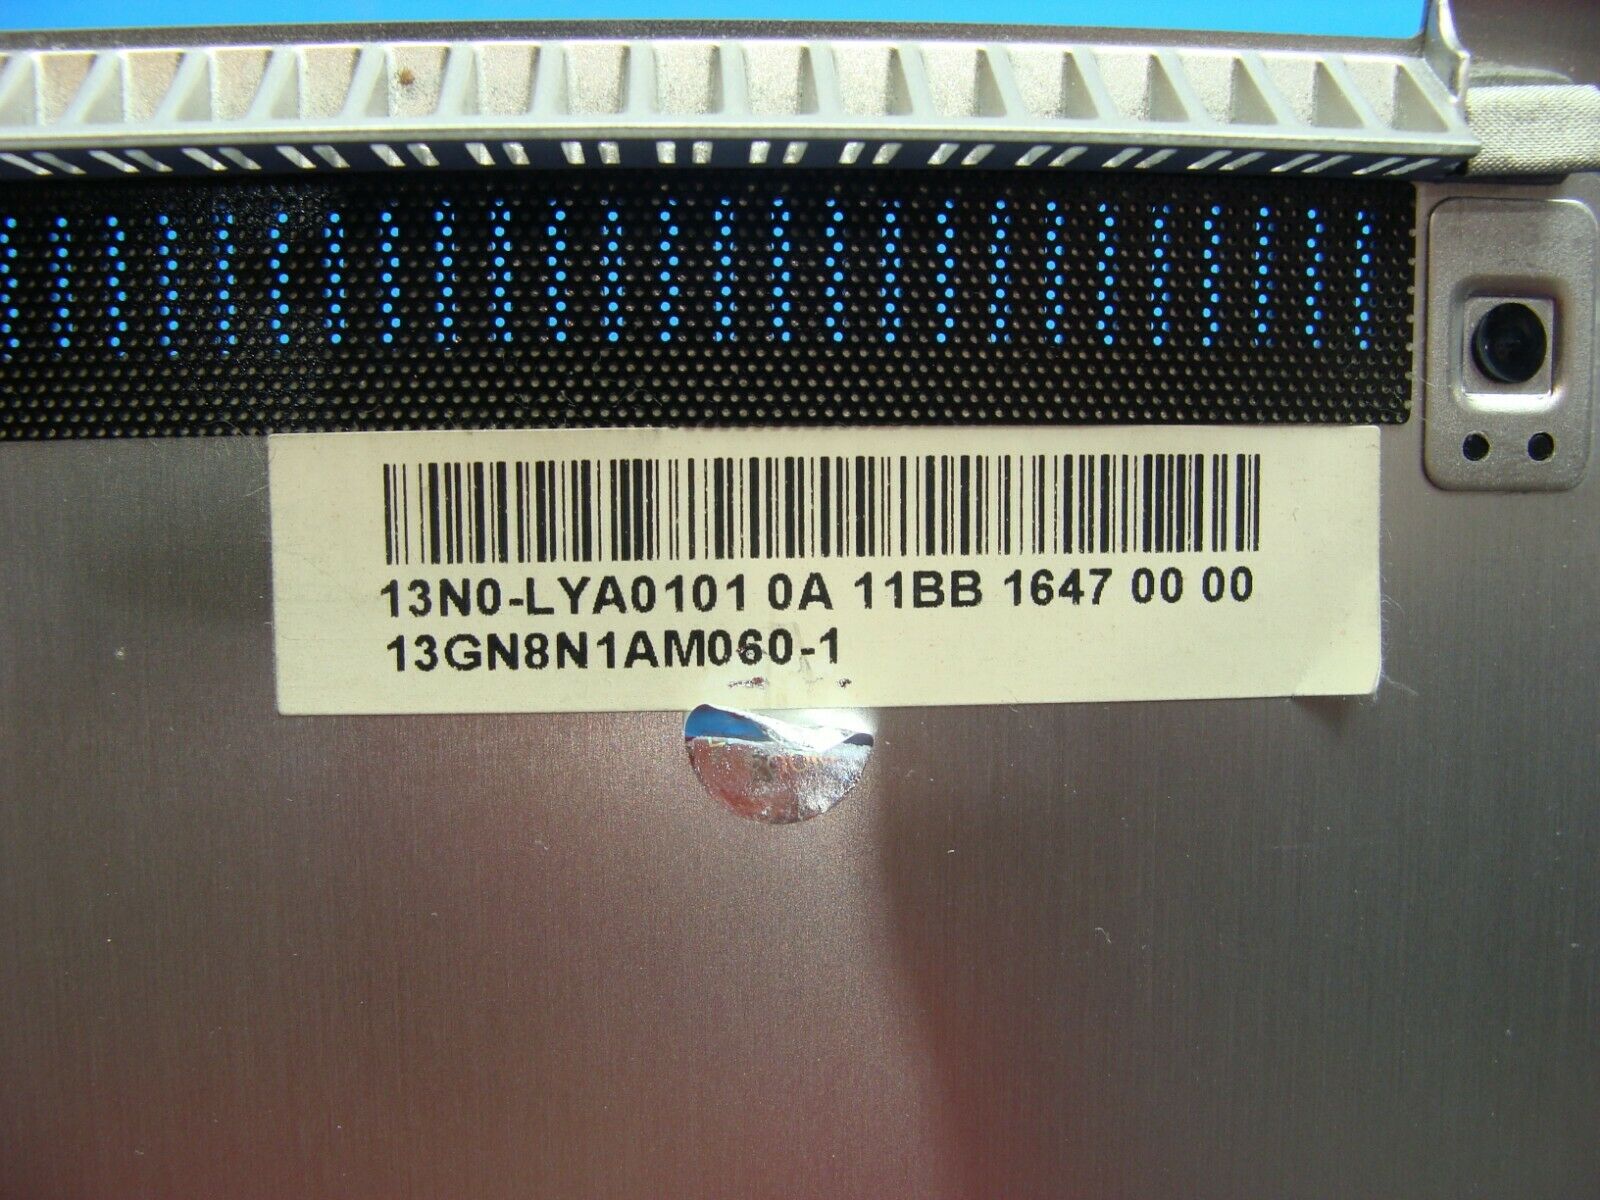 13N0-LYA0101 0A 11BB 1647 00 00
13GN8N1AM060-1